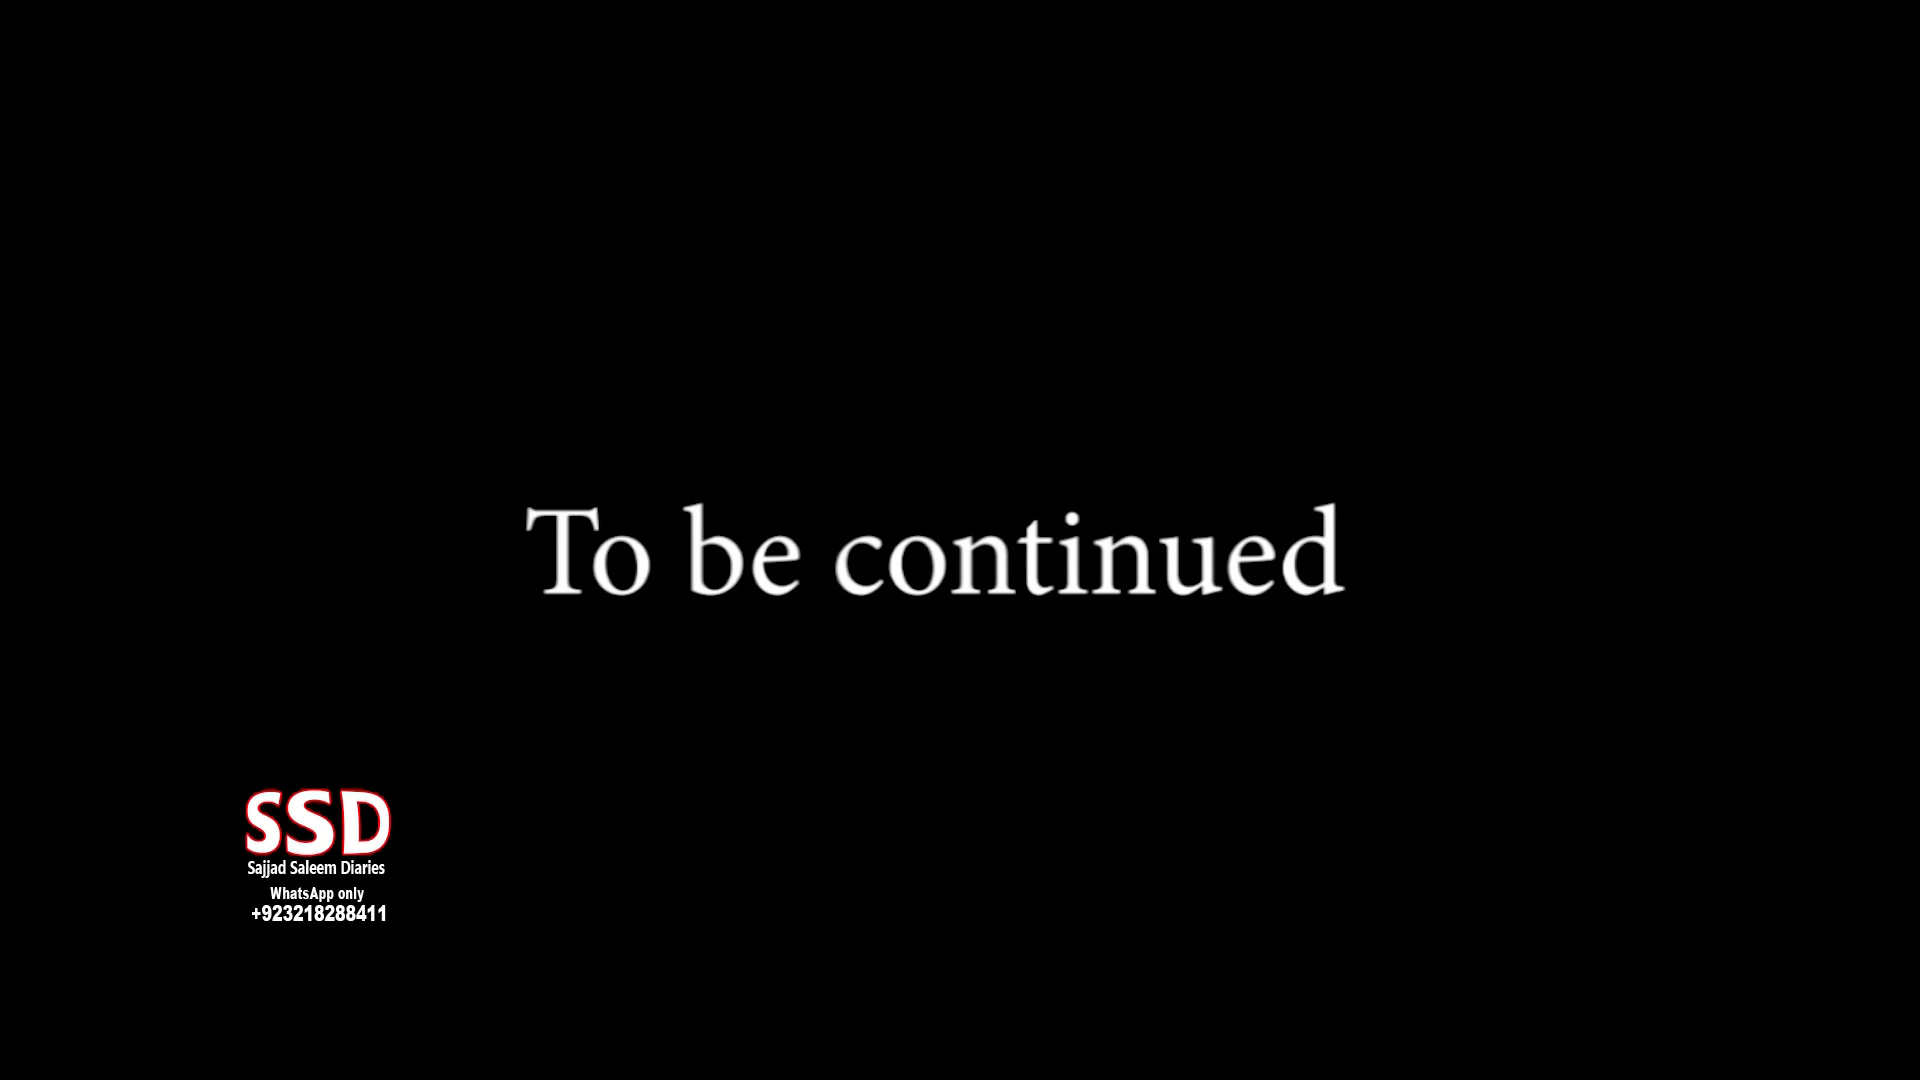 To be continued
SSD
Sajjad Saleem Diaries
WhatsApp only
+923218288411